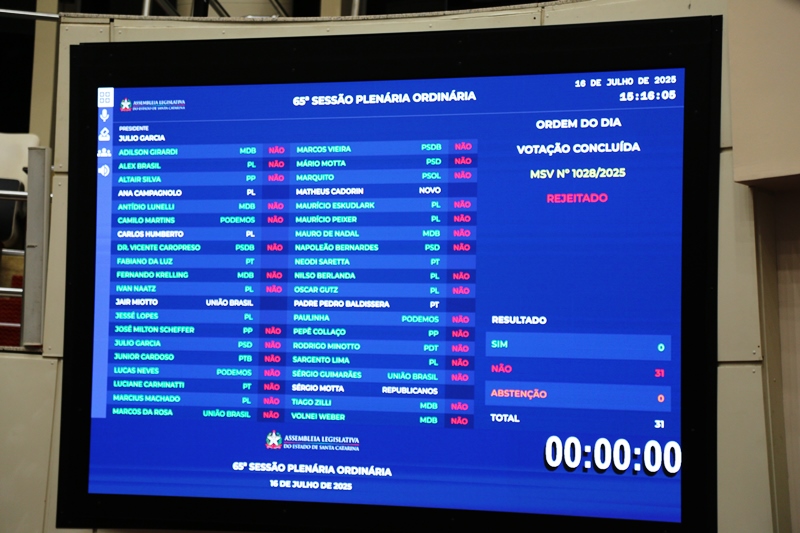 ASSEMBLEIA LEGISLATIVA
DO ESTADO DE SANTA CATARINA
65ª SESSÃO PLENÁRIA ORDINÁRIA
16 DE JULHO DE 2025
15:16:05
PRESIDENTE
JULIO GARCIA
ADILSON GIRARDI MDB NÃO
ALEX BRASIL PL NÃO
ALTAIR SILVA PP NÃO
ANA CAMPAGNOLO PL
ANTÍDIO LUNELLI MDB NÃO
CAMILO MARTINS PODEMOS NÃO
CARLOS HUMBERTO PL
DR. VICENTE CAROPRESO PSDB NÃO
FABIANO DA LUZ PT
FERNANDO KRELLING MDB NÃO
IVAN NAATZ PL NÃO
JAIR MIOTTO UNIÃO BRASIL
JESSÉ LOPES PL
JOSÉ MILTON SCHEFFER PP NÃO
JULIO GARCIA PSD NÃO
JUNIOR CARDOSO PTB NÃO
LUCAS NEVES PODEMOS NÃO
LUCIANE CARMINATTI PT NÃO
MARCIUS MACHADO PL NÃO
MARCOS DA ROSA UNIÃO BRASIL NÃO
MARCOS VIEIRA PSDB NÃO
MÁRIO MOTTA PSD NÃO
MARQUITO PSOL NÃO
MATHEUS CADORIN NOVO
MAURÍCIO ESKUDLARK PL NÃO
MAURÍCIO PEIXER PL NÃO
MAURO DE NADAL MDB NÃO
NAPOLEÃO BERNARDES PSD NÃO
NEODI SARETTA PT
NILSO BERLANDA PL NÃO
OSCAR GUTZ PL NÃO
PADRE PEDRO BALDISSERA PT
PAULINHA PODEMOS NÃO
PEPÊ COLLAÇO PP NÃO
RODRIGO MINOTTO PDT NÃO
SARGENTO LIMA PL NÃO
SÉRGIO GUIMARÃES UNIÃO BRASIL NÃO
SÉRGIO MOTTA REPUBLICANOS
TIAGO ZILLI MDB NÃO
VOLNEI WEBER MDB NÃO
ORDEM DO DIA
VOTAÇÃO CONCLUÍDA
MSV Nº 1028/2025
REJEITADO
RESULTADO
SIM 0
NÃO 31
ABSTENÇÃO 0
TOTAL 31
00:00:00
ASSEMBLEIA LEGISLATIVA
DO ESTADO DE SANTA CATARINA
65ª SESSÃO PLENÁRIA ORDINÁRIA
16 DE JULHO DE 2025